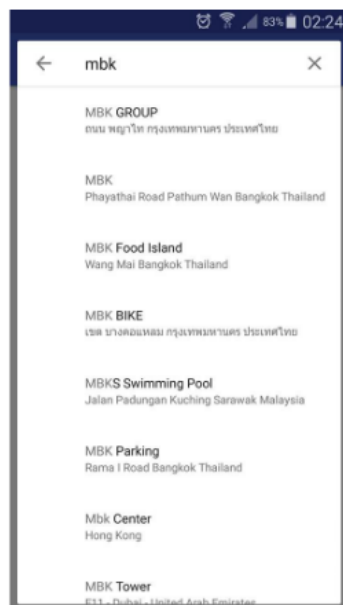 83% 02:24
mbk
MBK GROUP
ถนน พญาไท กรุงเทพมหานคร ประเทศไทย
MBK
Phayathai Road Pathum Wan Bangkok Thailand
MBK Food Island
Wang Mai Bangkok Thailand
MBK BIKE
เขต บางคอแหลม กรุงเทพมหานคร ประเทศไทย
MBKS Swimming Pool
Jalan Padungan Kuching Sarawak Malaysia
MBK Parking
Rama I Road Bangkok Thailand
Mbk Center
Hong Kong
MBK Tower
E11 - Dubai - United Arab Emirates